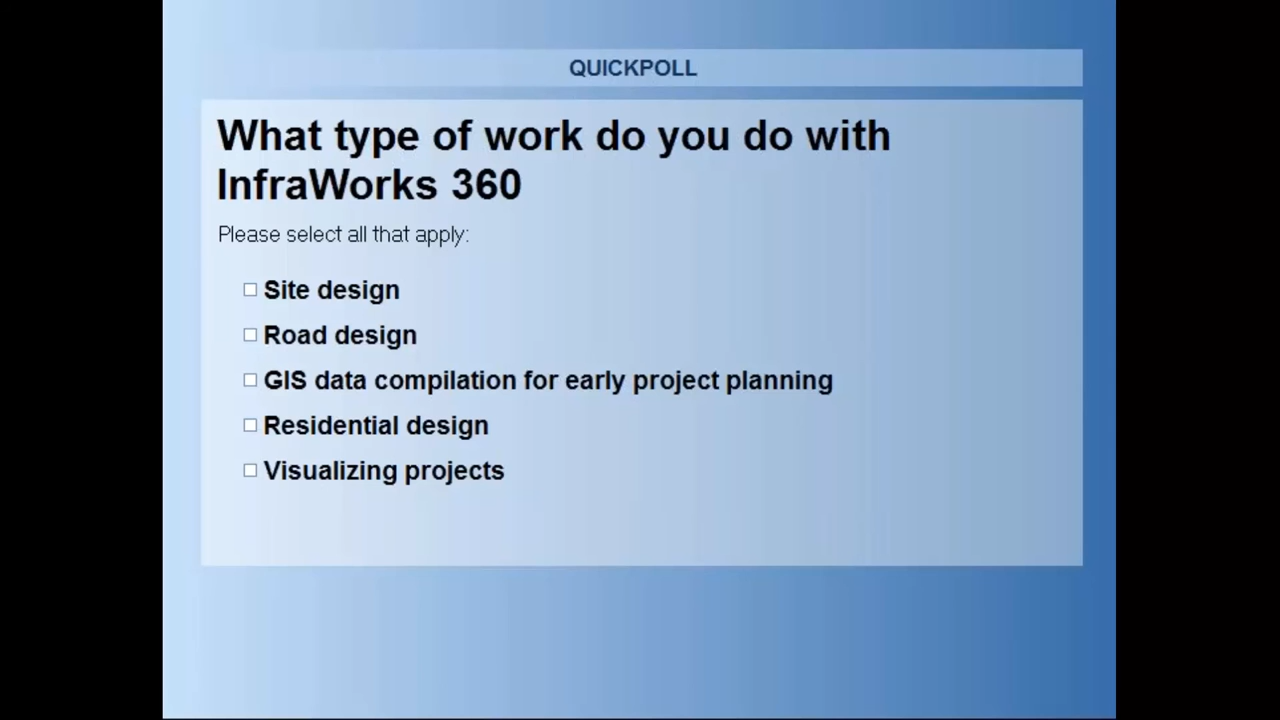 QUICKPOLL
What type of work do you do with
InfraWorks 360
Please select all that apply:
Site design
Road design
GIS data compilation for early project planning
Residential design
Visualizing projects